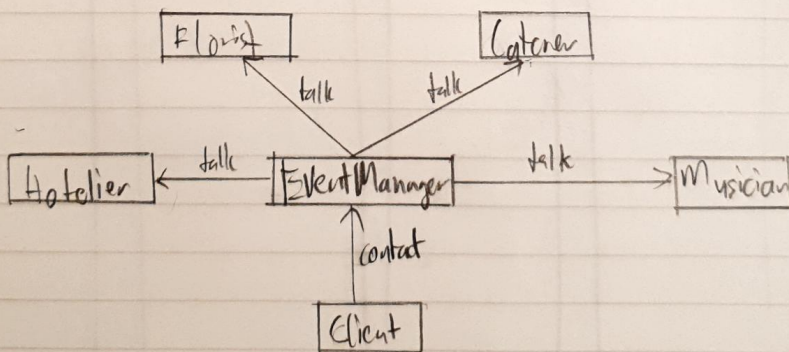 Florist
Caterer
talk
talk
Hotelier
talk
EventManager
talk
Musician
contact
Client